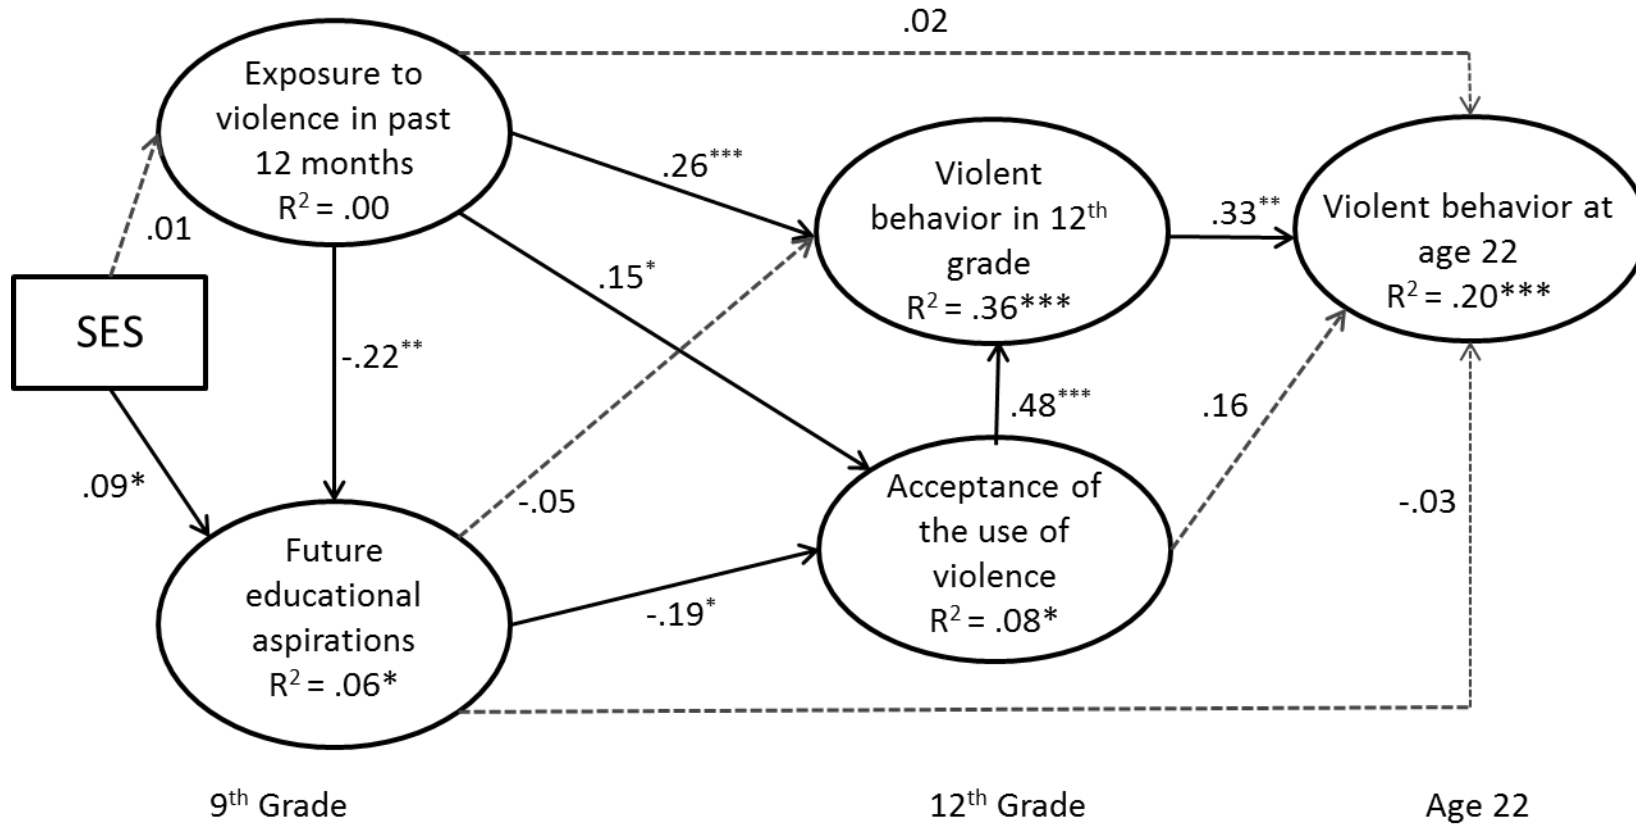 .02
Exposure to
violence in past
12 months
R² = .00
.26***
Violent
behavior in 12th
grade
R² = .36***
.33**
Violent behavior at
age 22
R² = .20***
.01
.15*
SES
-.22**
.48***
.16
.09*
-.05
-.03
Acceptance of
the use of
violence
R² = .08*
Future
educational
aspirations
R² = .06*
-.19*
9th Grade
12th Grade
Age 22